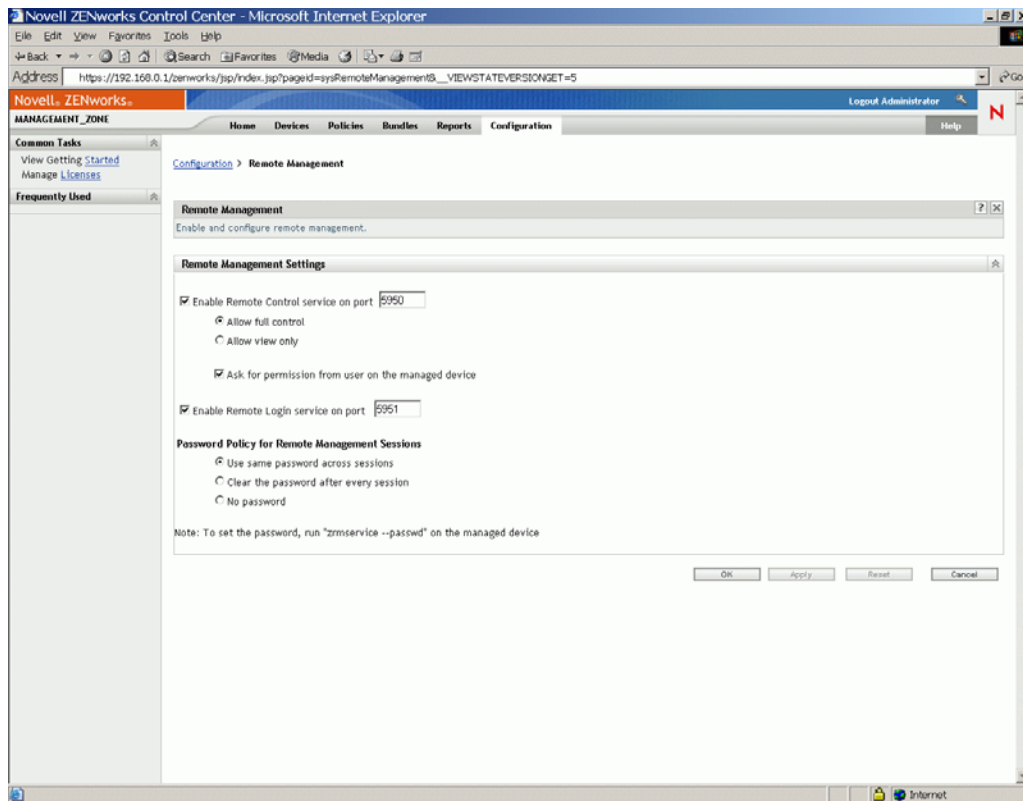 Novell ZENworks Control Center - Microsoft Internet Explorer
File Edit View Favorites Tools Help
Back Search Favorites Media
Address https://192.168.0.1/zenworks/jsp/index.jsp?pageid=sysRemoteManagement&__VIEWSTATEVERSIONGET=5 Go
Novell® ZENworks® Logout Administrator
MANAGEMENT_ZONE
Home Devices Policies Bundles Reports Configuration Help
N
Common Tasks
View Getting Started
Manage Licenses
Frequently Used
Configuration > Remote Management
Remote Management
Enable and configure remote management.
Remote Management Settings
Enable Remote Control service on port 5950
Allow full control
Allow view only
Ask for permission from user on the managed device
Enable Remote Login service on port 5951
Password Policy for Remote Management Sessions
Use same password across sessions
Clear the password after every session
No password
Note: To set the password, run "zrmservice --passwd" on the managed device
OK Apply Reset Cancel
Internet